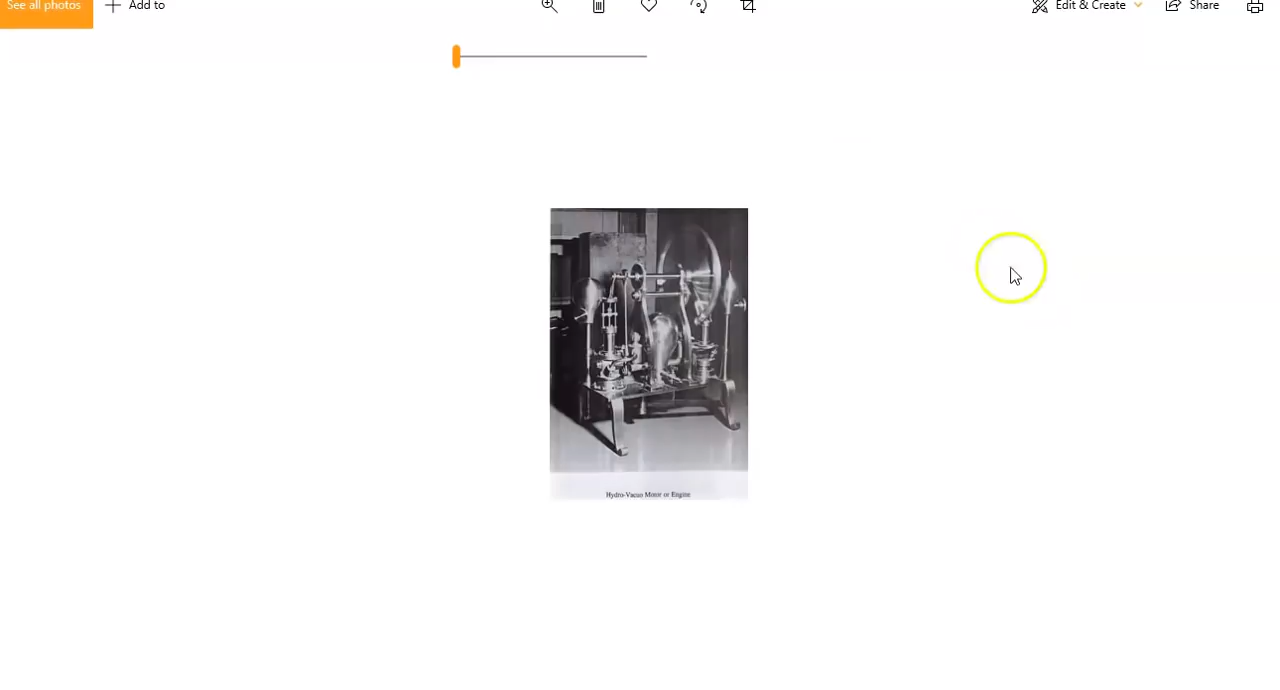 See all photos
Add to
Edit & Create
Share
Hydro-Vacuo Motor or Engine